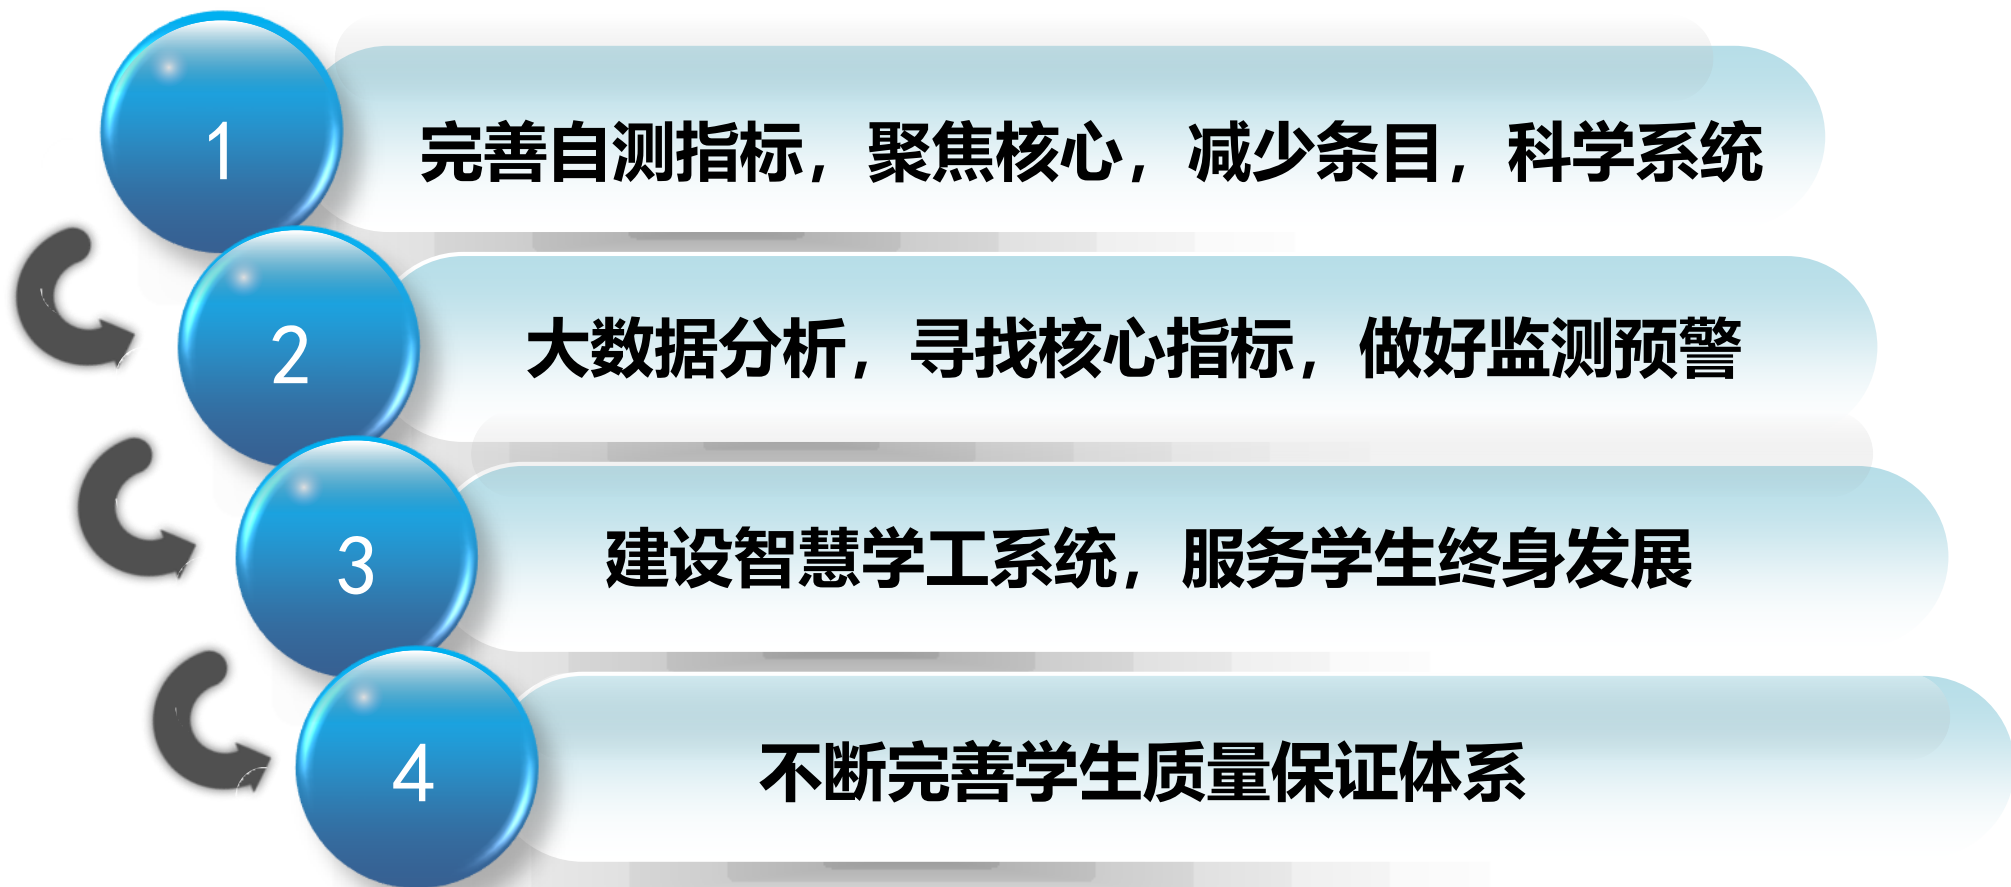 1
完善自测指标，聚焦核心，减少条目，科学系统
2
大数据分析，寻找核心指标，做好监测预警
3
建设智慧学工系统，服务学生终身发展
4
不断完善学生质量保证体系